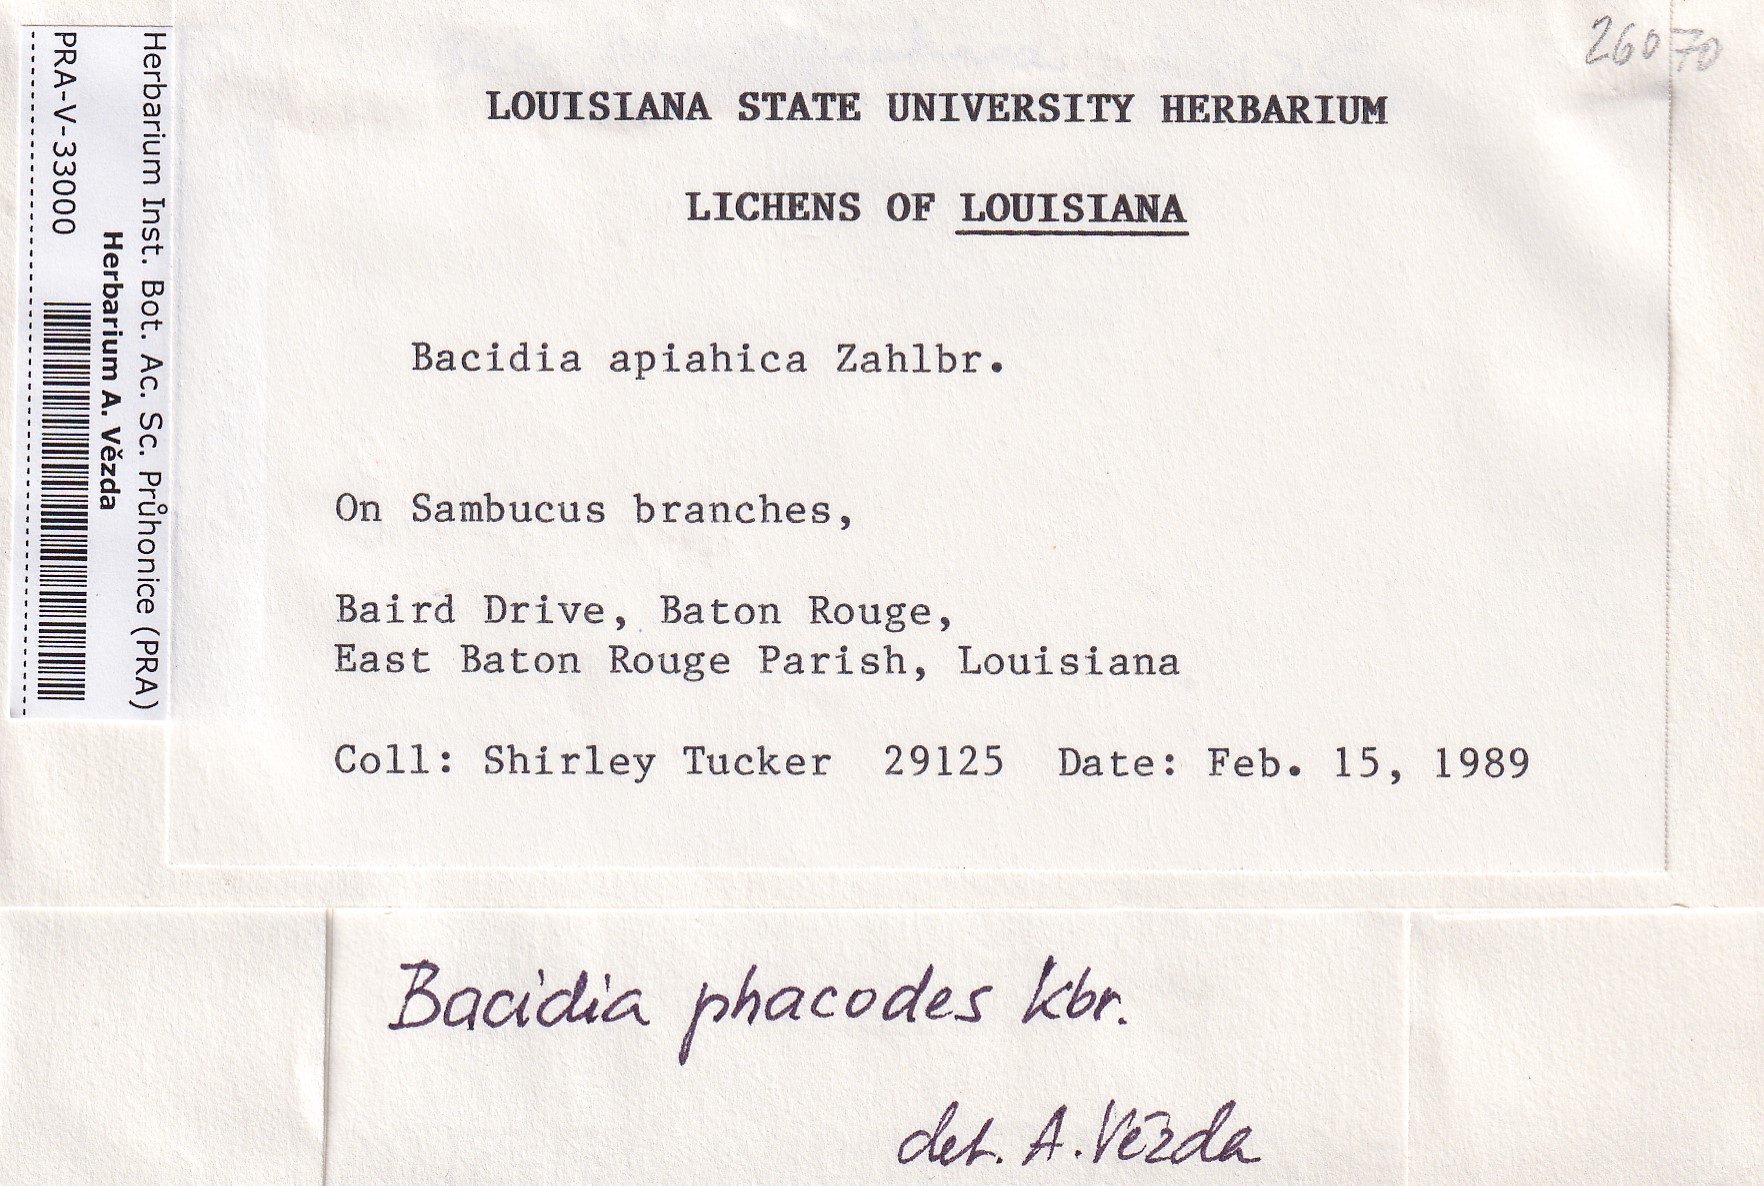 26070
LOUISIANA STATE UNIVERSITY HERBARIUM
LICHENS OF LOUISIANA
Bacidia apiahica Zahlbr.
On Sambucus branches,
Baird Drive, Baton Rouge,
East Baton Rouge Parish, Louisiana
Coll: Shirley Tucker 29125 Date: Feb. 15, 1989
Herbarium Inst. Bot. Ac. Sc. Průhonice (PRA)
Herbarium A. Vězda
PRA-V-33000
Bacidia phacodes Kbr.
det. A. Vězda